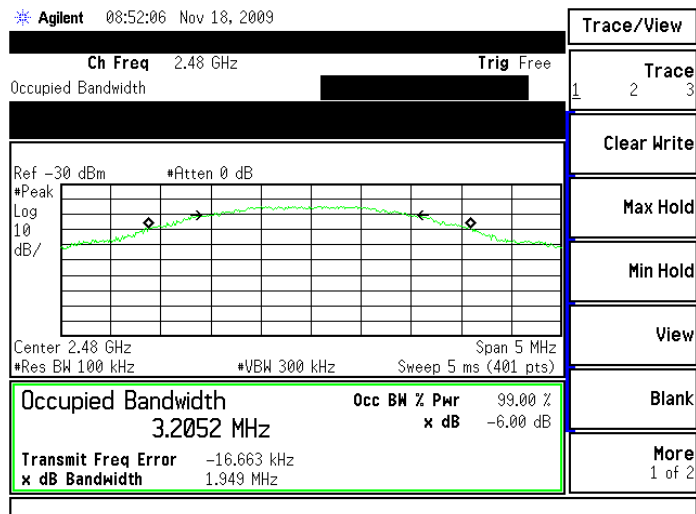 Agilent 08:52:06 Nov 18, 2009
Trace/View
Ch Freq 2.48 GHz Trig Free
Occupied Bandwidth
Trace
1 2 3
Clear Write
Max Hold
Min Hold
View
Blank
More
1 of 2
Ref -30 dBm #Atten 0 dB
#Peak
Log
10
dB/
Center 2.48 GHz Span 5 MHz
#Res BW 100 kHz #VBW 300 kHz Sweep 5 ms (401 pts)
Occupied Bandwidth Occ BW % Pwr 99.00 %
3.2052 MHz x dB -6.00 dB
Transmit Freq Error -16.663 kHz
x dB Bandwidth 1.949 MHz